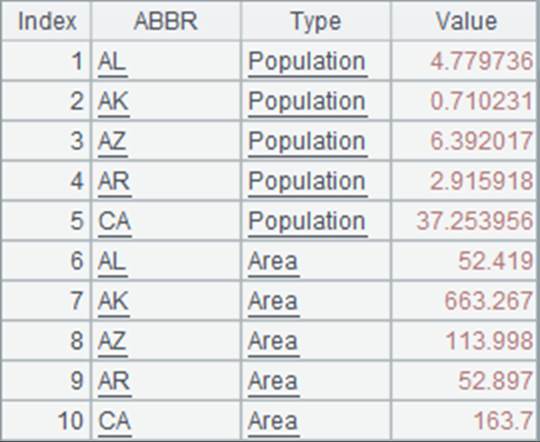 Index ABBR Type Value
1 AL Population 4.779736
2 AK Population 0.710231
3 AZ Population 6.392017
4 AR Population 2.915918
5 CA Population 37.253956
6 AL Area 52.419
7 AK Area 663.267
8 AZ Area 113.998
9 AR Area 52.897
10 CA Area 163.7